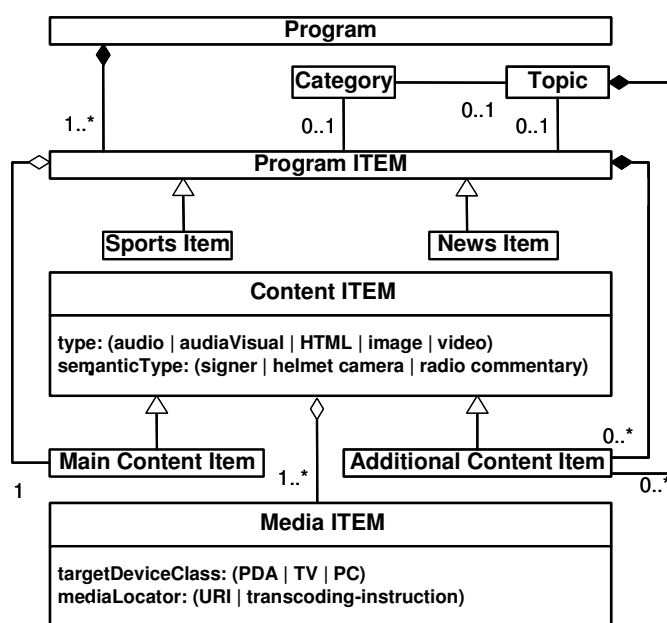 Program
Category
Topic
1..*
0..1
0..1
0..1
Program ITEM
Sports Item
News Item
Content ITEM
type: (audio | audiaVisual | HTML | image | video)
semanticType: (signer | helmet camera | radio commentary)
0..*
Main Content Item
Additional Content Item
1
1..*
0..*
Media ITEM
targetDeviceClass: (PDA | TV | PC)
mediaLocator: (URI | transcoding-instruction)